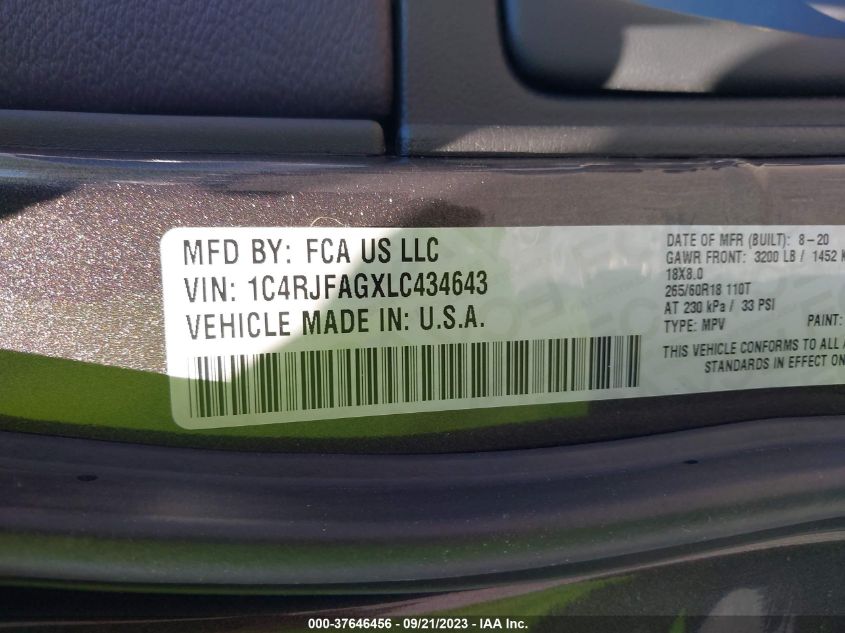 MFD BY: FCA US LLC
VIN: 1C4RJFAGXLC434643
VEHICLE MADE IN: U.S.A.
DATE OF MFR (BUILT): 8-20
GAWR FRONT: 3200 LB / 1452 K
18X8.0
265/60R18 110T
AT 230 kPa / 33 PSI
TYPE: MPV PAINT:
THIS VEHICLE CONFORMS TO ALL
STANDARDS IN EFFECT ON
000-37646456 - 09/21/2023 - IAA Inc.